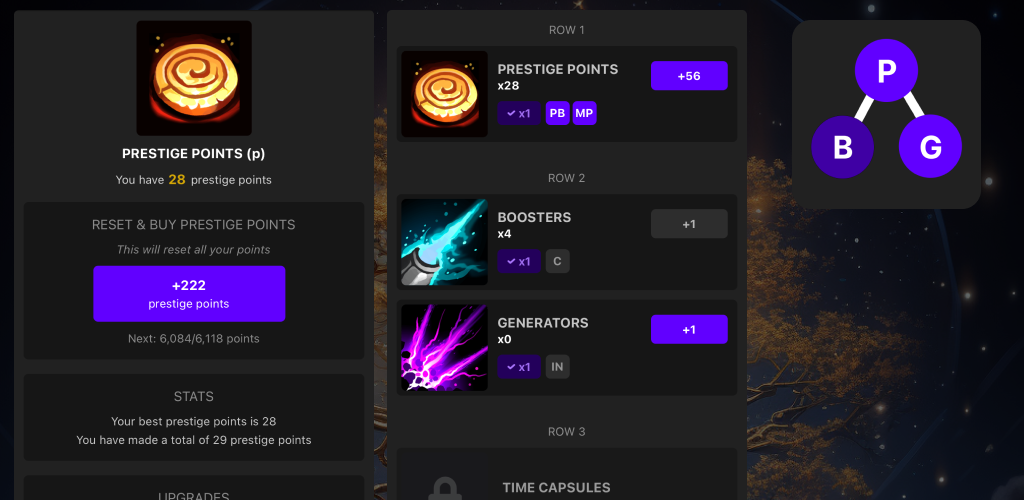 PRESTIGE POINTS (p)
You have 28 prestige points
RESET & BUY PRESTIGE POINTS
This will reset all your points
+222
prestige points
Next: 6,084/6,118 points
STATS
Your best prestige points is 28
You have made a total of 29 prestige points
UPGRADES
ROW 1
PRESTIGE POINTS
x28
+56
✓ x1 PB MP
ROW 2
BOOSTERS
x4
+1
✓ x1 C
GENERATORS
x0
+1
✓ x1 IN
ROW 3
TIME CAPSULES
P
B G